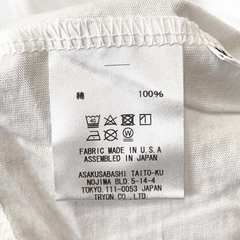 綿 100%
FABRIC MADE IN U.S.A
ASSEMBLED IN JAPAN
ASAKUSABASHI TAITO-KU
NOJIMA BLD 5-14-4
TOKYO.111-0053 JAPAN
TRYON CO.,LTD.